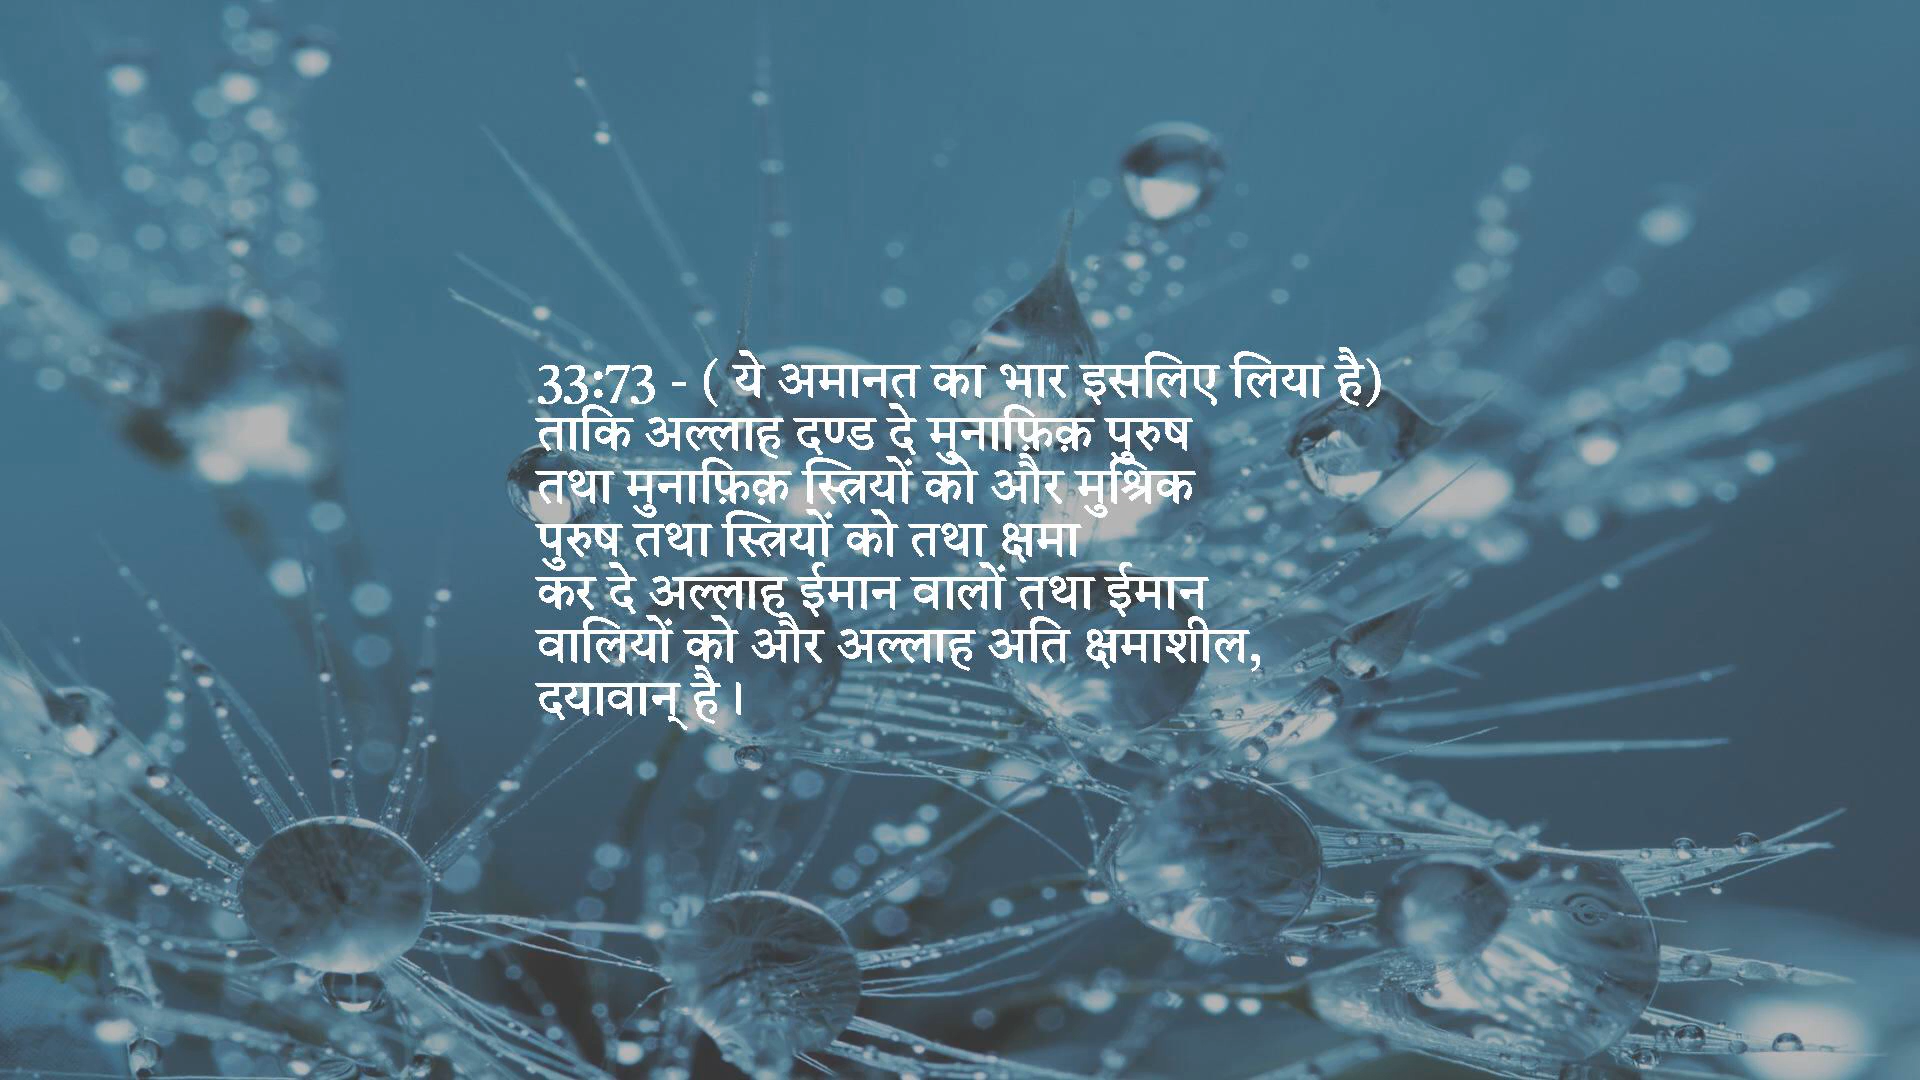 33:73 - ( ये अमानत का भार इसलिए लिया है)
ताकि अल्लाह दण्ड दे मुनाफ़िक़ पुरुष
तथा मुनाफ़िक़ स्त्रियों को और मुश्रिक
पुरुष तथा स्त्रियों को तथा क्षमा
कर दे अल्लाह ईमान वालों तथा ईमान
वालियों को और अल्लाह अति क्षमाशील,
दयावान् है।